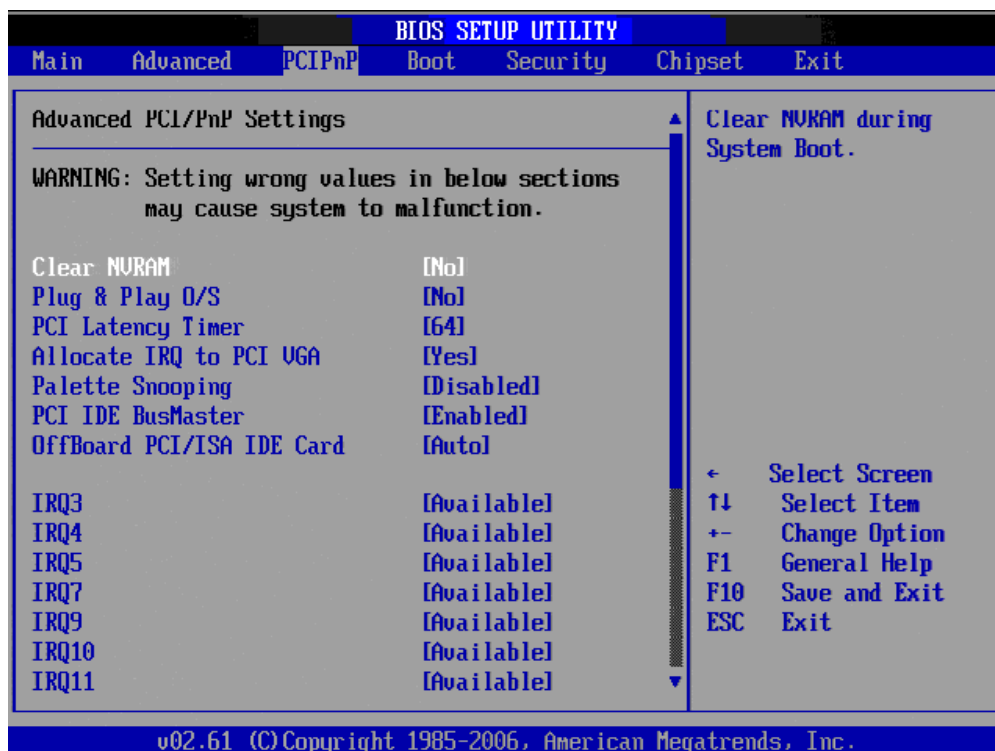 BIOS SETUP UTILITY
Main Advanced PCIPnP Boot Security Chipset Exit
Advanced PCI/PnP Settings
WARNING: Setting wrong values in below sections
may cause system to malfunction.
Clear NVRAM [No]
Plug & Play O/S [No]
PCI Latency Timer [64]
Allocate IRQ to PCI VGA [Yes]
Palette Snooping [Disabled]
PCI IDE BusMaster [Enabled]
OffBoard PCI/ISA IDE Card [Auto]
IRQ3 [Available]
IRQ4 [Available]
IRQ5 [Available]
IRQ7 [Available]
IRQ9 [Available]
IRQ10 [Available]
IRQ11 [Available]
Clear NVRAM during
System Boot.
← Select Screen
↑↓ Select Item
+- Change Option
F1 General Help
F10 Save and Exit
ESC Exit
v02.61 (C)Copyright 1985-2006, American Megatrends, Inc.